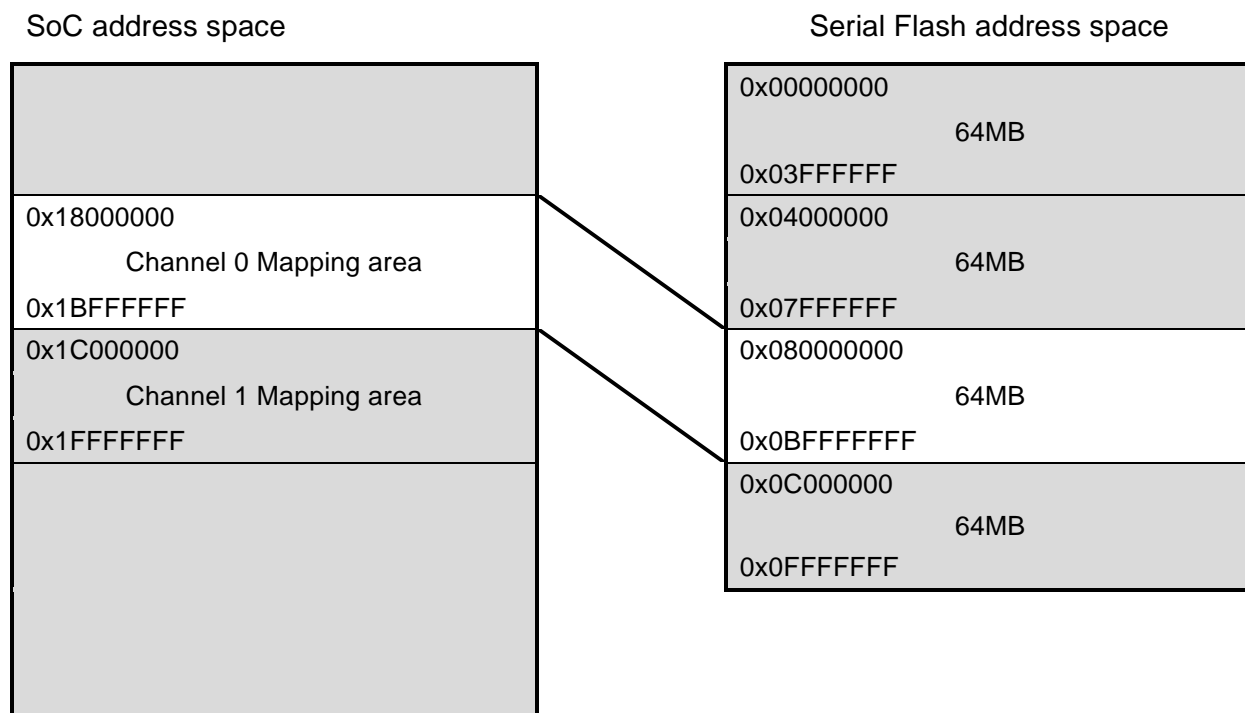 SoC address space
0x18000000
Channel 0 Mapping area
0x1BFFFFFF
0x1C000000
Channel 1 Mapping area
0x1FFFFFFF
Serial Flash address space
0x00000000
64MB
0x03FFFFFF
0x04000000
64MB
0x07FFFFFF
0x080000000
64MB
0x0BFFFFFFF
0x0C000000
64MB
0x0FFFFFFF